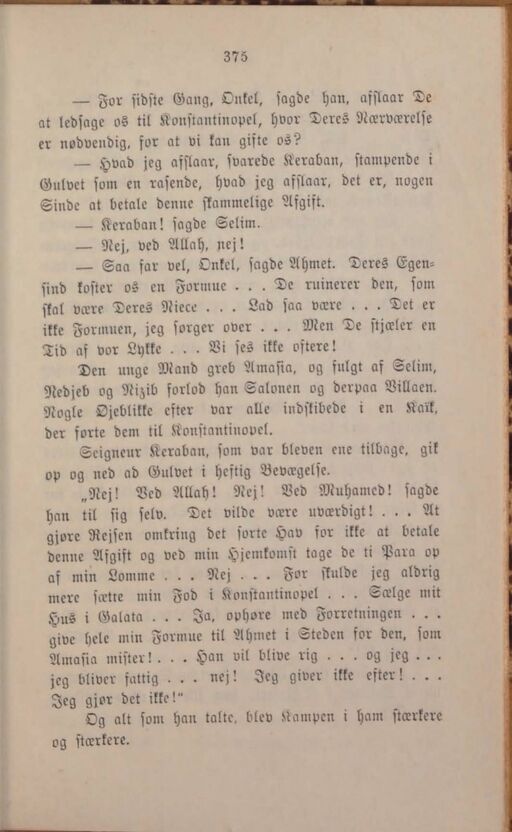 375
— For sidste Gang, Onkel, sagde han, afslaar De
at ledsage os til Konstantinopel, hvor Deres Nærværelse
er nødvendig, for at vi kan gifte os?
— Hvad jeg afslaar, svarede Keraban, stampende i
Gulvet som en rasende, hvad jeg afslaar, det er, nogen
Sinde at betale denne skammelige Afgift.
— Keraban! sagde Selim.
— Nej, ved Allah, nej!
— Saa far vel, Onkel, sagde Ahmet. Deres Egen-
sind koster os en Formue . . . De ruinerer den, som
skal være Deres Niece . . . Lad saa være . . . Det er
ikke Formuen, jeg sørger over . . . Men De stjæler en
Tid af vor Lykke . . . Vi ses ikke oftere!
Den unge Mand greb Amasia, og fulgt af Selim,
Nedjeb og Nizib forlod han Salonen og derpaa Villaen.
Nogle Øjeblikke efter var alle indskibede i en Kaïk,
der førte dem til Konstantinopel.
Seigneur Keraban, som var bleven ene tilbage, gik
op og ned ad Gulvet i heftig Bevægelse.
„Nej! Ved Allah! Nej! Ved Muhamed! sagde
han til sig selv. Det vilde være uværdigt! . . . At
gjøre Rejsen omkring det sorte Hav for ikke at betale
denne Afgift og ved min Hjemkomst tage de ti Para op
af min Lomme . . . Nej . . . Før skulde jeg aldrig
mere sætte min Fod i Konstantinopel . . . Sælge mit
Hus i Galata . . . Ja, ophøre med Forretningen . . .
give hele min Formue til Ahmet i Steden for den, som
Amasia mister! . . . Han vil blive rig . . . og jeg . . .
jeg bliver fattig . . . nej! Jeg giver ikke efter! . . .
Jeg gjør det ikke!“
Og alt som han talte, blev Kampen i ham stærkere
og stærkere.